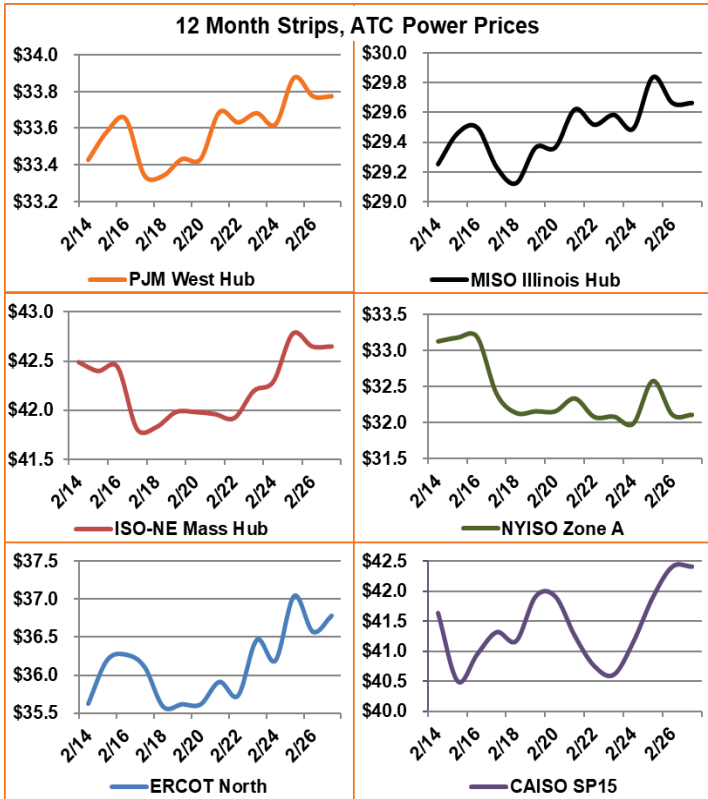 12 Month Strips, ATC Power Prices
$34.0
$33.8
$33.6
$33.4
$33.2
2/14 2/16 2/18 2/20 2/22 2/24 2/26
PJM West Hub
$30.0
$29.8
$29.6
$29.4
$29.2
$29.0
2/14 2/16 2/18 2/20 2/22 2/24 2/26
MISO Illinois Hub
$43.0
$42.5
$42.0
$41.5
2/14 2/16 2/18 2/20 2/22 2/24 2/26
ISO-NE Mass Hub
$33.5
$33.0
$32.5
$32.0
$31.5
2/14 2/16 2/18 2/20 2/22 2/24 2/26
NYISO Zone A
$37.5
$37.0
$36.5
$36.0
$35.5
2/14 2/16 2/18 2/20 2/22 2/24 2/26
ERCOT North
$42.5
$42.0
$41.5
$41.0
$40.5
$40.0
2/14 2/16 2/18 2/20 2/22 2/24 2/26
CAISO SP15